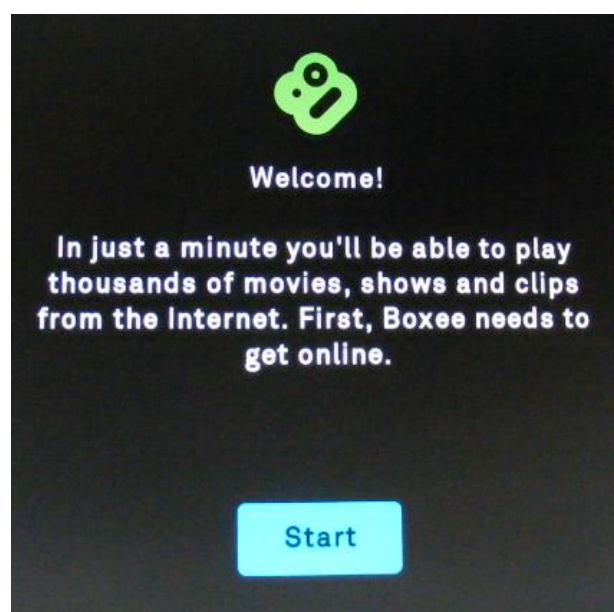 Welcome!
In just a minute you'll be able to play
thousands of movies, shows and clips
from the Internet. First, Boxee needs to
get online.
Start